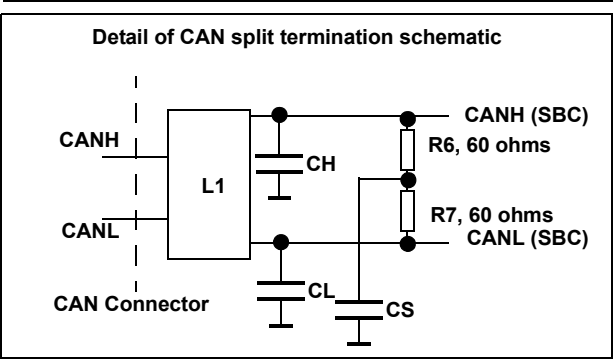 Detail of CAN split termination schematic
CANH (SBC)
CANH
R6, 60 ohms
CH
L1
R7, 60 ohms
CANL
CANL (SBC)
CL
CAN Connector
CS